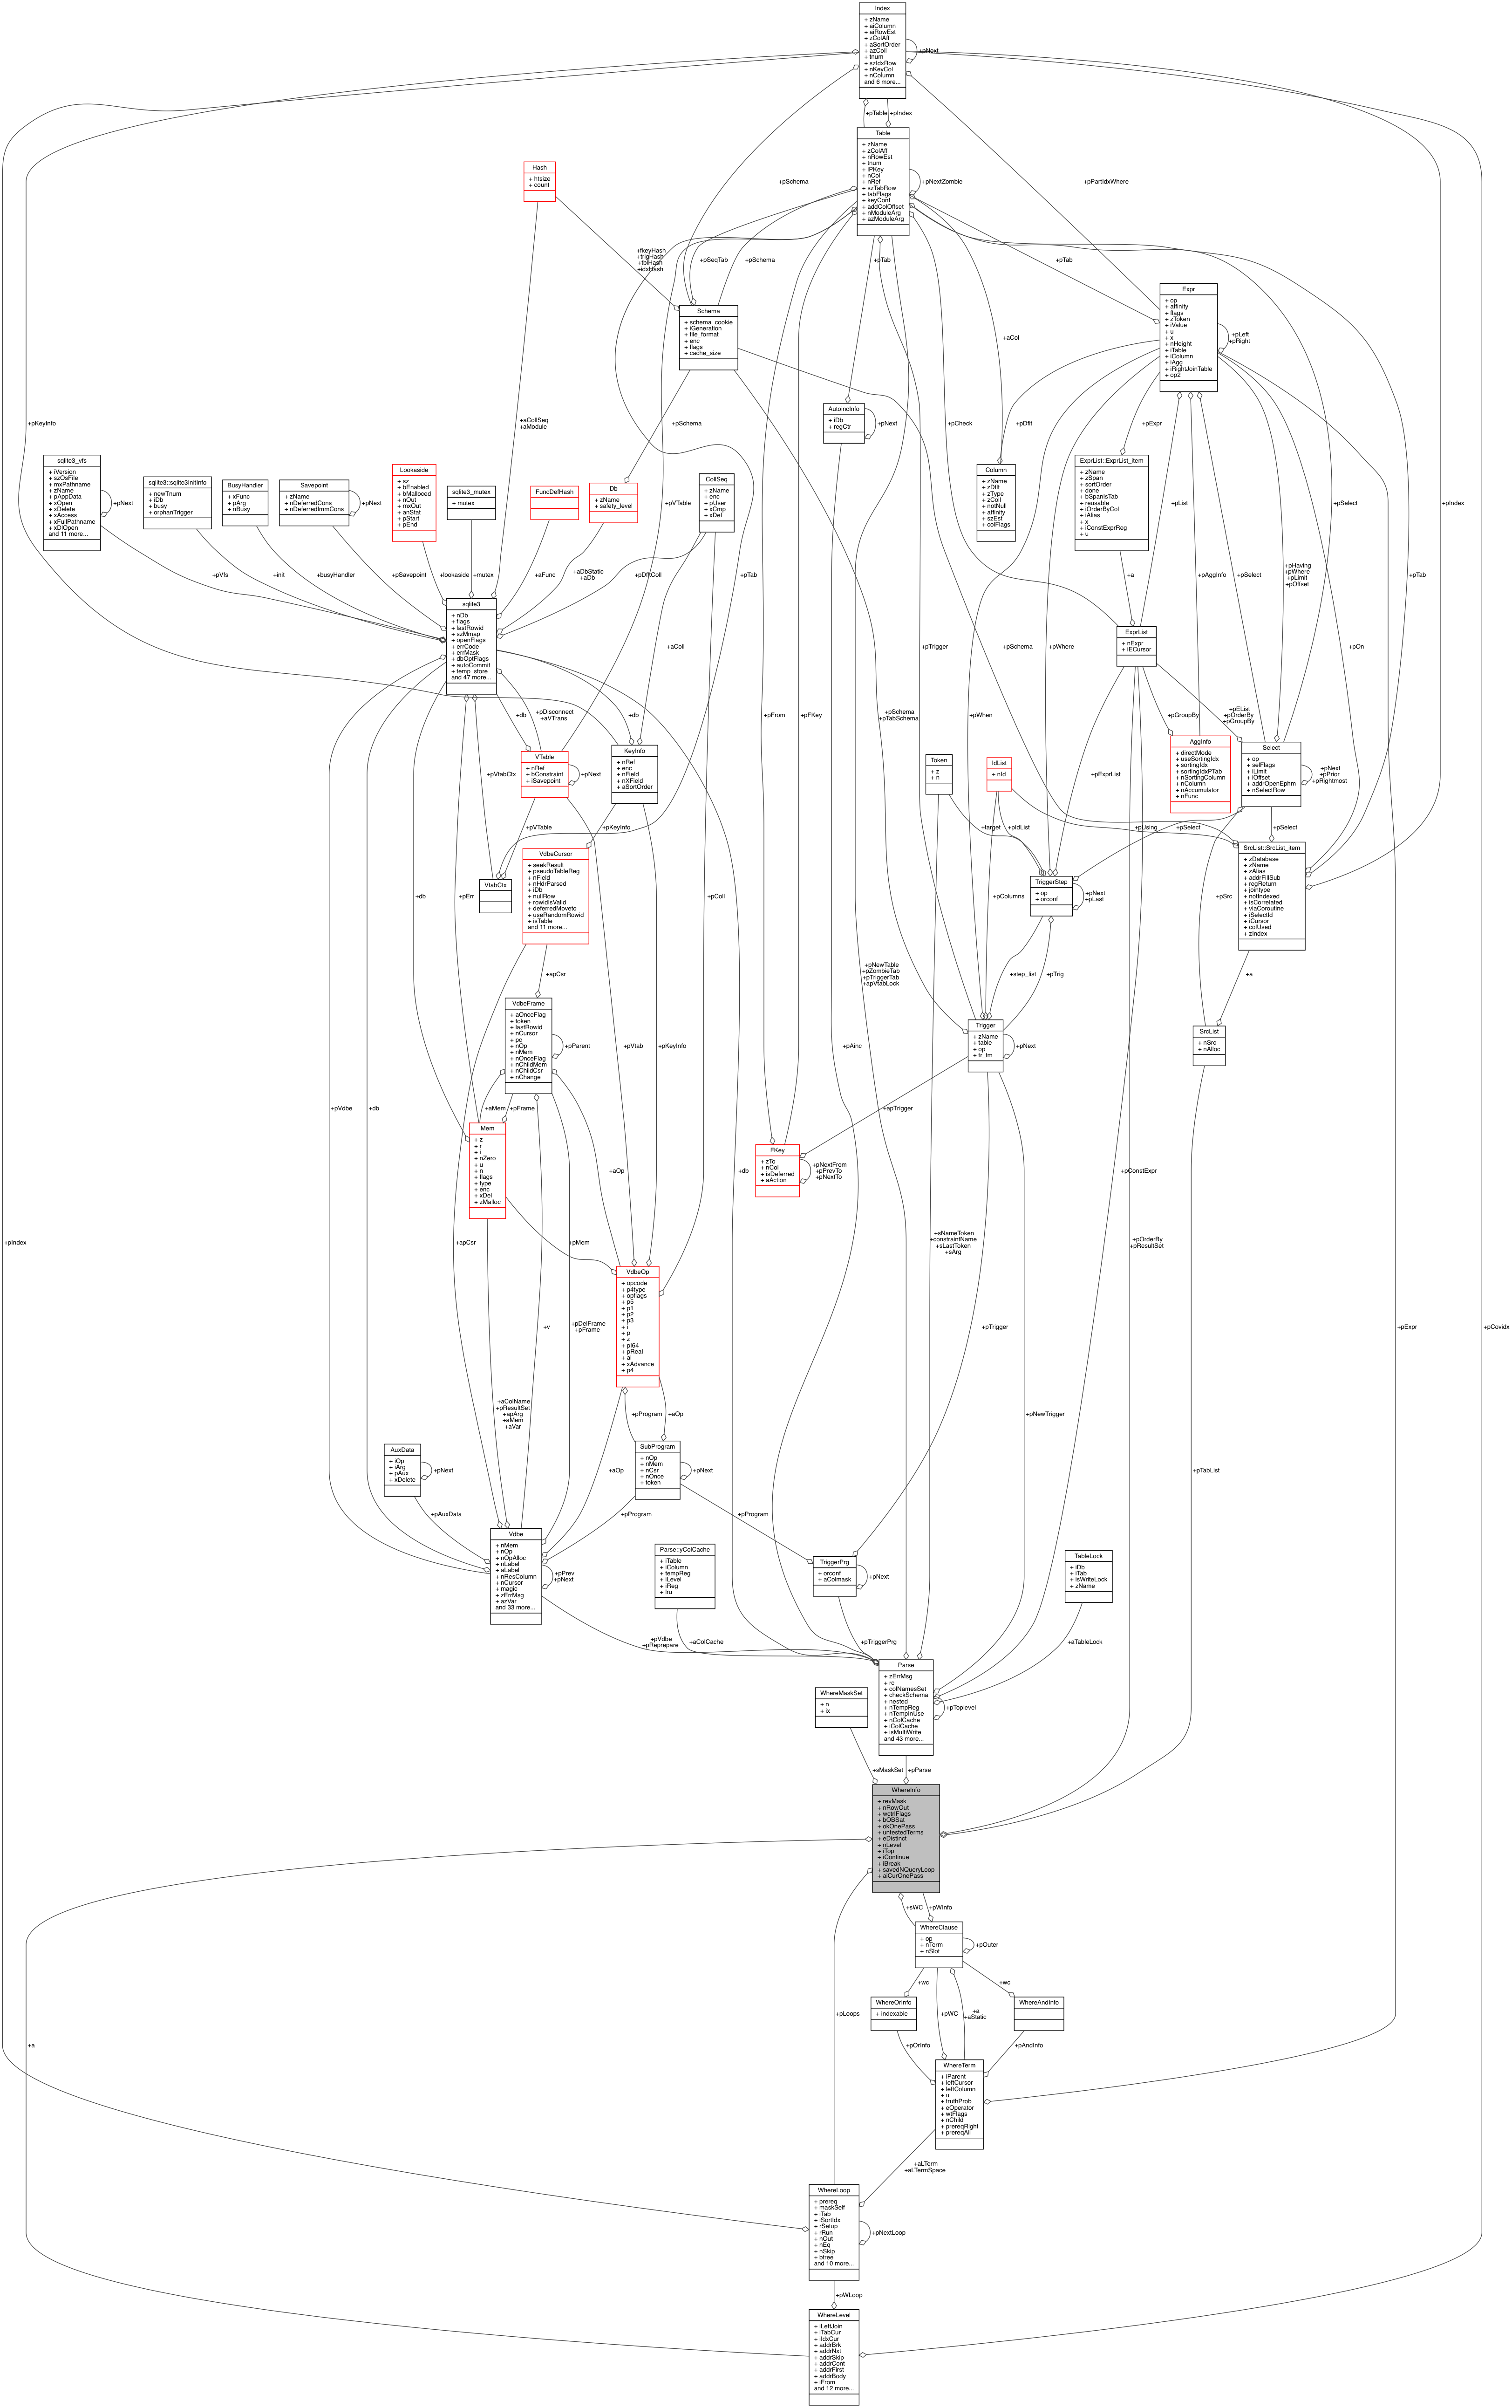 Index
+ zName
+ aiColumn
+ aiRowEst
+ zColAff
+ aSortOrder
+ azColl
+ tnum
+ szIdxRow
+ nKeyCol
+ nColumn
and 6 more...
+pNext
+pTable
+pIndex
Table
+ zName
+ zColAff
+ nRowEst
+ tnum
+ iPKey
+ nCol
+ nRef
+ szTabRow
+ tabFlags
+ keyConf
+ addColOffset
+ nModuleArg
+ azModuleArg
+pNextZombie
+pSchema
+pPartIdxWhere
Hash
+ htsize
+ count
+fkeyHash
+trigHash
+tblHash
+idxHash
+pSeqTab
+pSchema
+pTab
+pTab
Schema
+ schema_cookie
+ iGeneration
+ file_format
+ enc
+ flags
+ cache_size
Expr
+ op
+ affinity
+ flags
+ zToken
+ iValue
+ u
+ x
+ nHeight
+ iTable
+ iColumn
+ iAgg
+ iRightJoinTable
+ op2
+pLeft
+pRight
+aCol
AutoincInfo
+ iDb
+ regCtr
+pNext
+pKeyInfo
+aCollSeq
+aModule
+pSchema
+pCheck
+pDflt
+pExpr
+pList
+pSelect
sqlite3_vfs
+ iVersion
+ szOsFile
+ mxPathname
+ zName
+ pAppData
+ xOpen
+ xDelete
+ xAccess
+ xFullPathname
+ xDlOpen
and 11 more...
+pNext
sqlite3::sqlite3InitInfo
+ newTnum
+ iDb
+ busy
+ orphanTrigger
BusyHandler
+ xFunc
+ pArg
+ nBusy
Savepoint
+ zName
+ nDeferredCons
+ nDeferredImmCons
+pNext
Lookaside
+ sz
+ bEnabled
+ bMalloced
+ nOut
+ mxOut
+ anStat
+ pStart
+ pEnd
sqlite3_mutex
+ mutex
FuncDefHash
Db
+ zName
+ safety_level
CollSeq
+ zName
+ enc
+ pUser
+ xCmp
+ xDel
Column
+ zName
+ zDflt
+ zType
+ zColl
+ notNull
+ affinity
+ szEst
+ colFlags
ExprList::ExprList_item
+ zName
+ zSpan
+ sortOrder
+ done
+ bSpanIsTab
+ reusable
+ iOrderByCol
+ iAlias
+ x
+ iConstExprReg
+ u
+pVTable
+pIndex
+pVfs
+init
+busyHandler
+pSavepoint
+lookaside
+mutex
+aFunc
+aDbStatic
+aDb
+pDfltColl
+pTab
+a
+pAggInfo
+pSelect
+pHaving
+pWhere
+pLimit
+pOffset
+pTab
sqlite3
+ nDb
+ flags
+ lastRowid
+ szMmap
+ openFlags
+ errCode
+ errMask
+ dbOptFlags
+ autoCommit
+ temp_store
and 47 more...
+aColl
+pTrigger
+pSchema
+pWhere
ExprList
+ nExpr
+ iECursor
+pOn
+db
+pDisconnect
+aVTrans
+db
+pFrom
+pFKey
+pSchema
+pTabSchema
+pWhen
+pGroupBy
+pEList
+pOrderBy
+pGroupBy
+pVtabCtx
VTable
+ nRef
+ bConstraint
+ iSavepoint
+pNext
KeyInfo
+ nRef
+ enc
+ nField
+ nXField
+ aSortOrder
Token
+ z
+ n
IdList
+ nId
+pExprList
AggInfo
+ directMode
+ useSortingIdx
+ sortingIdx
+ sortingIdxPTab
+ nSortingColumn
+ nColumn
+ nAccumulator
+ nFunc
Select
+ op
+ selFlags
+ iLimit
+ iOffset
+ addrOpenEphm
+ nSelectRow
+pNext
+pPrior
+pRightmost
+pVTable
+pKeyInfo
+target
+pIdList
+pUsing
+pSelect
+pSelect
VdbeCursor
+ seekResult
+ pseudoTableReg
+ nField
+ nHdrParsed
+ iDb
+ nullRow
+ rowidIsValid
+ deferredMoveto
+ useRandomRowid
+ isTable
and 11 more...
VtabCtx
+db
+pErr
+pColl
+pColumns
TriggerStep
+ op
+ orconf
+pNext
+pLast
+pSrc
SrcList::SrcList_item
+ zDatabase
+ zName
+ zAlias
+ addrFillSub
+ regReturn
+ jointype
+ notIndexed
+ isCorrelated
+ viaCoroutine
+ iSelectId
+ iCursor
+ colUsed
+ zIndex
+apCsr
+pNewTable
+pZombieTab
+pTriggerTab
+apVtabLock
+step_list
+pTrig
+a
VdbeFrame
+ aOnceFlag
+ token
+ lastRowid
+ nCursor
+ pc
+ nOp
+ nMem
+ nOnceFlag
+ nChildMem
+ nChildCsr
+ nChange
+pParent
+pVtab
+pKeyInfo
+pAinc
Trigger
+ zName
+ table
+ op
+ tr_tm
+pNext
SrcList
+ nSrc
+ nAlloc
+pVdbe
+db
+aMem
+pFrame
+apTrigger
Mem
+ z
+ r
+ i
+ nZero
+ u
+ n
+ flags
+ type
+ enc
+ xDel
+ zMalloc
+aOp
+db
FKey
+ zTo
+ nCol
+ isDeferred
+ aAction
+pNextFrom
+pPrevTo
+pNextTo
+pConstExpr
+pIndex
+apCsr
+pMem
+sNameToken
+constraintName
+sLastToken
+sArg
+pOrderBy
+pResultSet
VdbeOp
+ opcode
+ p4type
+ opflags
+ p5
+ p1
+ p2
+ p3
+ i
+ p
+ z
+ pI64
+ pReal
+ ai
+ xAdvance
+ p4
+v
+pDelFrame
+pFrame
+pTrigger
+pExpr
+pCovidx
+aColName
+pResultSet
+apArg
+aMem
+aVar
+pProgram
+aOp
+pNewTrigger
AuxData
+ iOp
+ iArg
+ pAux
+ xDelete
+pNext
+aOp
SubProgram
+ nOp
+ nMem
+ nCsr
+ nOnce
+ token
+pNext
+pTabList
+pAuxData
+pProgram
+pProgram
Vdbe
+ nMem
+ nOp
+ nOpAlloc
+ nLabel
+ aLabel
+ nResColumn
+ nCursor
+ magic
+ zErrMsg
+ azVar
and 33 more...
+pPrev
+pNext
Parse::yColCache
+ iTable
+ iColumn
+ tempReg
+ iLevel
+ iReg
+ lru
TriggerPrg
+ orconf
+ aColmask
+pNext
TableLock
+ iDb
+ iTab
+ isWriteLock
+ zName
+pVdbe
+pReprepare
+aColCache
+pTriggerPrg
+aTableLock
Parse
+ zErrMsg
+ rc
+ colNamesSet
+ checkSchema
+ nested
+ nTempReg
+ nTempInUse
+ nColCache
+ iColCache
+ isMultiWrite
and 43 more...
+pToplevel
WhereMaskSet
+ n
+ ix
+sMaskSet
+pParse
WhereInfo
+ revMask
+ nRowOut
+ wctrlFlags
+ bOBSat
+ okOnePass
+ untestedTerms
+ eDistinct
+ nLevel
+ iTop
+ iContinue
+ iBreak
+ savedNQueryLoop
+ aiCurOnePass
+sWC
+pWInfo
WhereClause
+ op
+ nTerm
+ nSlot
+pOuter
+wc
+wc
WhereOrInfo
+ indexable
WhereAndInfo
+pLoops
+pWC
+a
+aStatic
+a
+pOrInfo
+pAndInfo
WhereTerm
+ iParent
+ leftCursor
+ leftColumn
+ u
+ truthProb
+ eOperator
+ wtFlags
+ nChild
+ prereqRight
+ prereqAll
+aLTerm
+aLTermSpace
WhereLoop
+ prereq
+ maskSelf
+ iTab
+ iSortIdx
+ rSetup
+ rRun
+ nOut
+ nEq
+ nSkip
+ btree
and 10 more...
+pNextLoop
+pWLoop
WhereLevel
+ iLeftJoin
+ iTabCur
+ iIdxCur
+ addrBrk
+ addrNxt
+ addrSkip
+ addrCont
+ addrFirst
+ addrBody
+ iFrom
and 12 more...